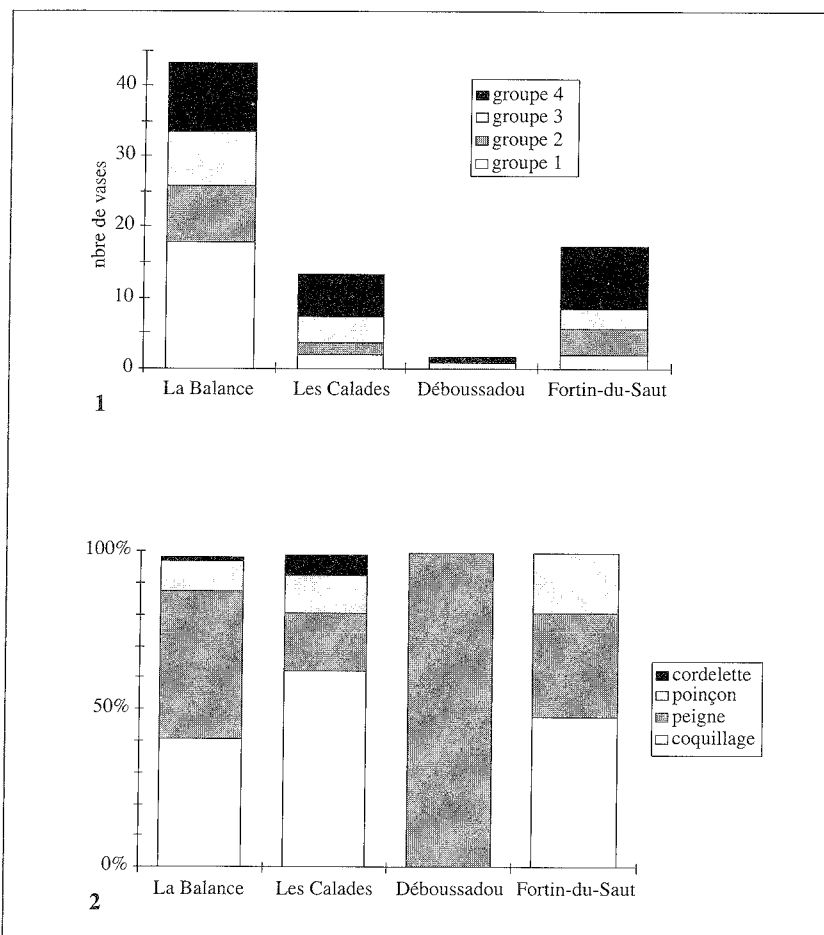 40
30
20
10
0
nbre de vases
groupe 4
groupe 3
groupe 2
groupe 1
La Balance Les Calades Déboussadou Fortin-du-Saut
1
100%
50%
0%
cordelette
poinçon
peigne
coquillage
La Balance Les Calades Déboussadou Fortin-du-Saut
2